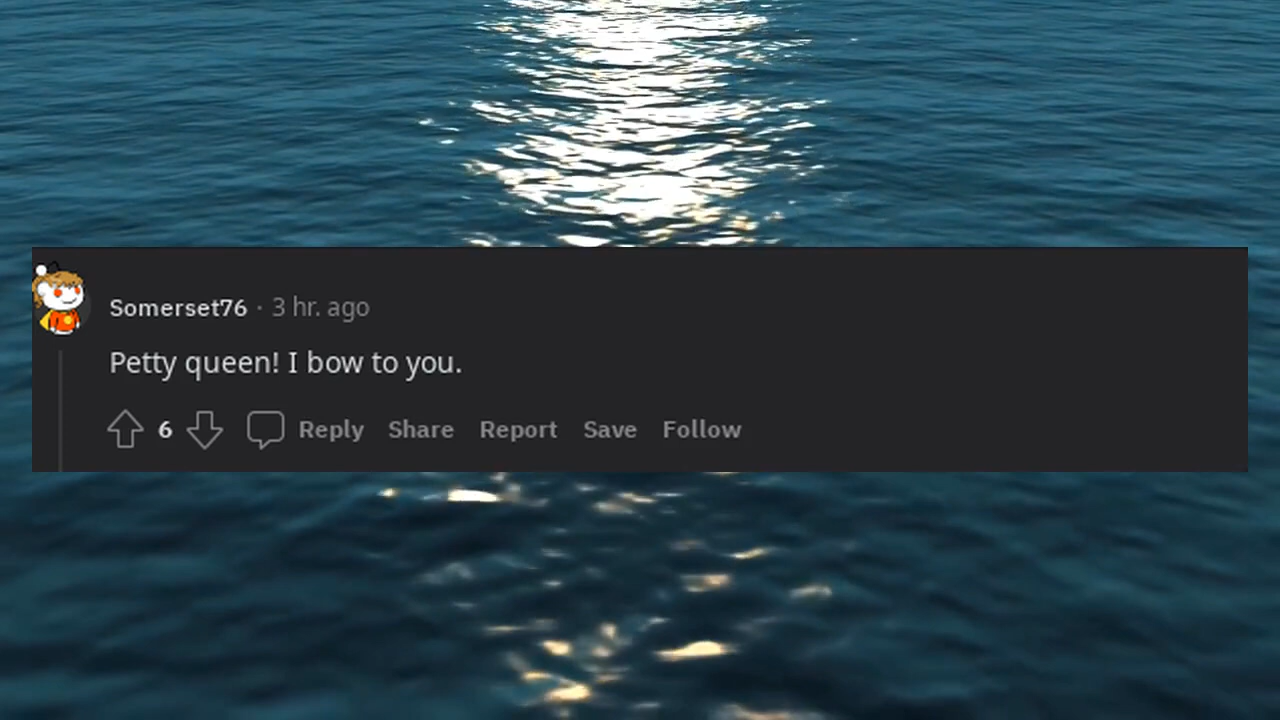 Somerset76 · 3 hr. ago
Petty queen! I bow to you.
6 Reply Share Report Save Follow